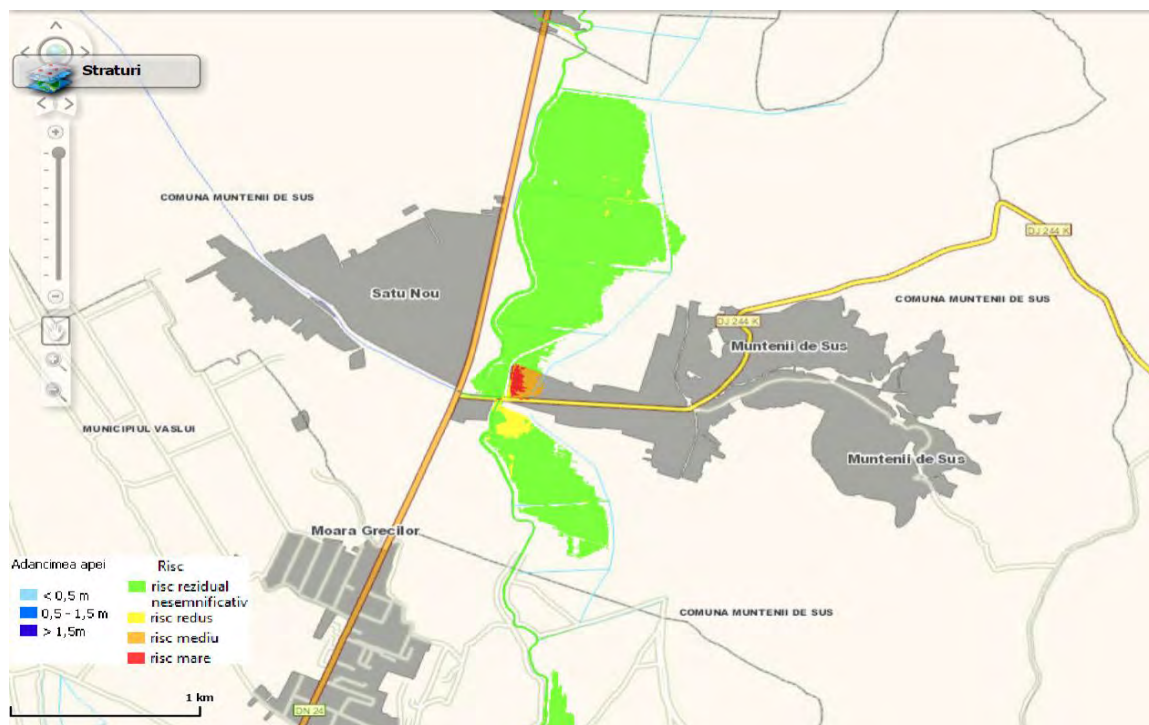 Straturi
COMUNA MUNTENII DE SUS
DJ 244 K
Satu Nou
COMUNA MUNTENII DE SUS
DJ 244 K
Muntenii de Sus
MUNICIPIUL VASLUI
Muntenii de Sus
Moara Grecilor
Adancimea apei
< 0,5 m
0,5 - 1,5 m
> 1,5m
Risc
risc rezidual
nesemnificativ
risc redus
risc mediu
risc mare
COMUNA MUNTENII DE SUS
1 km
DN 24